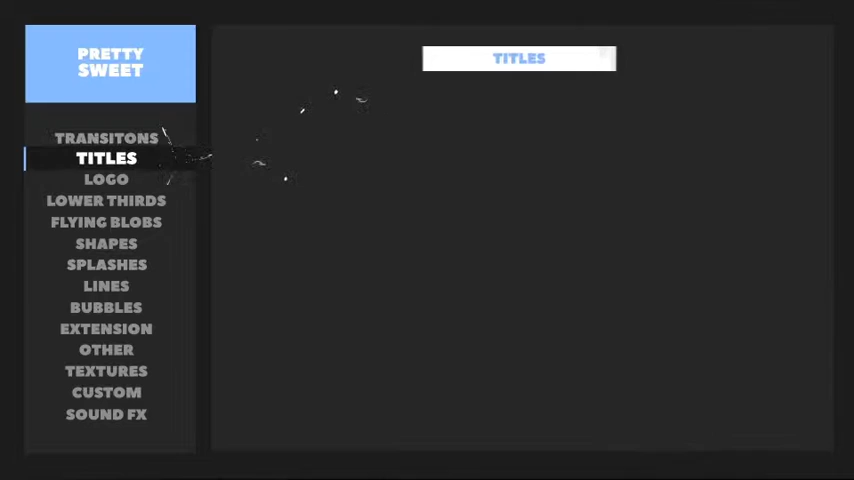 PRETTY
SWEET
TITLES
TRANSITONS
TITLES
LOGO
LOWER THIRDS
FLYING BLOBS
SHAPES
SPLASHES
LINES
BUBBLES
EXTENSION
OTHER
TEXTURES
CUSTOM
SOUND FX